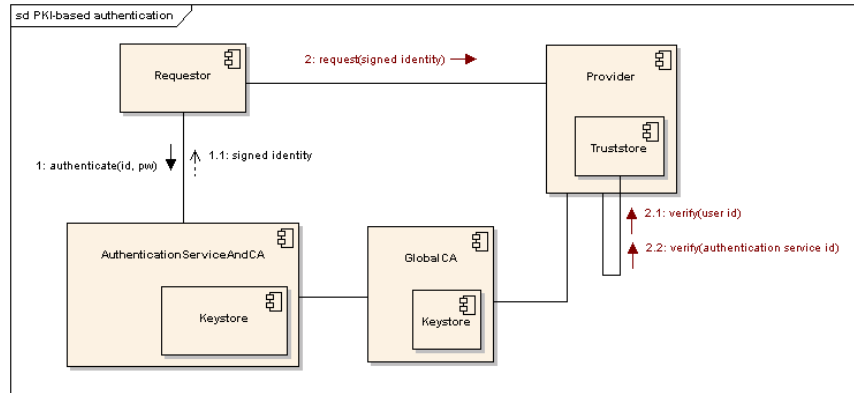 sd PKI-based authentication
Requestor
2: request(signed identity)
Provider
Truststore
1: authenticate(id, pw)
1.1: signed identity
2.1: verify(user id)
2.2: verify(authentication service id)
AuthenticationServiceAndCA
Keystore
GlobalCA
Keystore